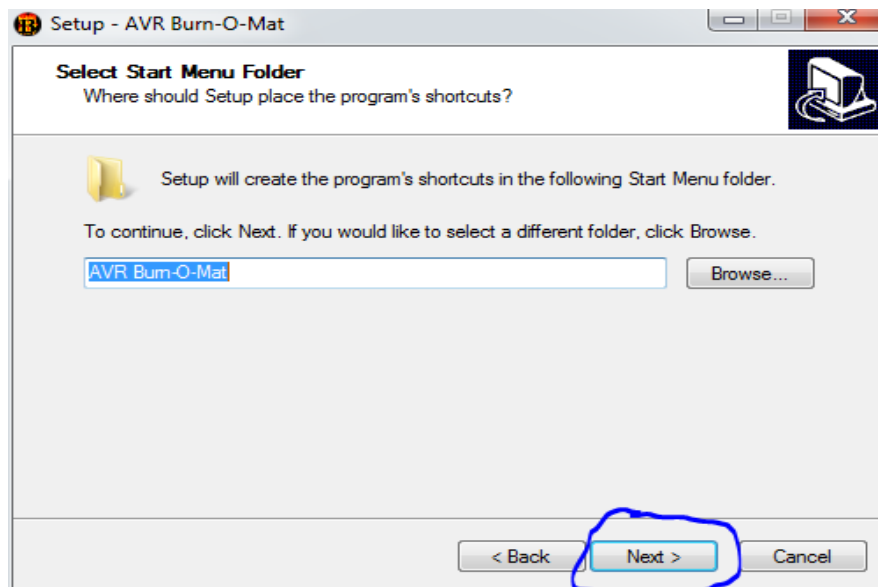 Setup - AVR Burn-O-Mat
Select Start Menu Folder
Where should Setup place the program's shortcuts?
Setup will create the program's shortcuts in the following Start Menu folder.
To continue, click Next. If you would like to select a different folder, click Browse.
AVR Burn-O-Mat
Browse...
< Back
Next >
Cancel